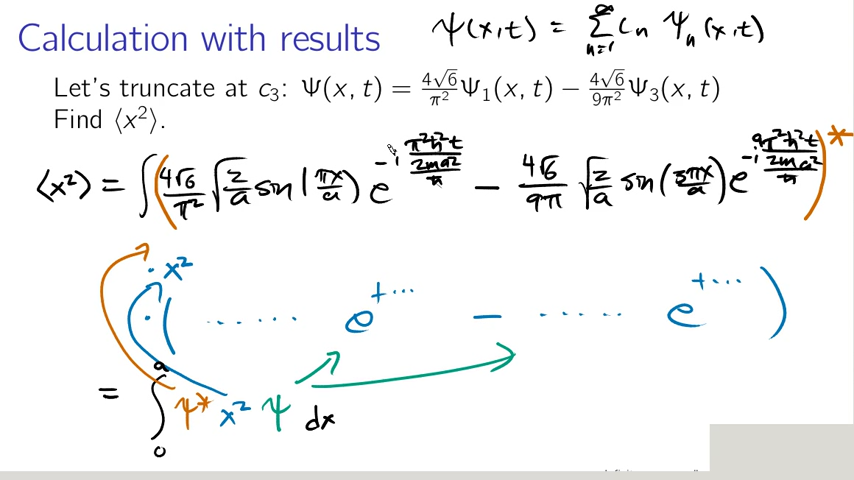 Calculation with results
Ψ(x,t) = ∑_{n=1}^{∞} c_n Ψ_n(x,t)
Let's truncate at c₃: Ψ(x, t) = 4√6/π² Ψ₁(x, t) − 4√6/9π² Ψ₃(x, t)
Find ⟨x²⟩.
⟨x²⟩ = ∫ ( 4√6/π² √(2/a) sin(πx/a) e^{-i (π²ħ²t/2ma²)/ħ} − 4√6/9π √(2/a) sin(3πx/a) e^{-i (9π²ħ²t/2ma²)/ħ} )*
· x²
· ( ...... e^{+...} − ...... e^{+...} )
= ∫₀ᵃ Ψ* x² Ψ dx